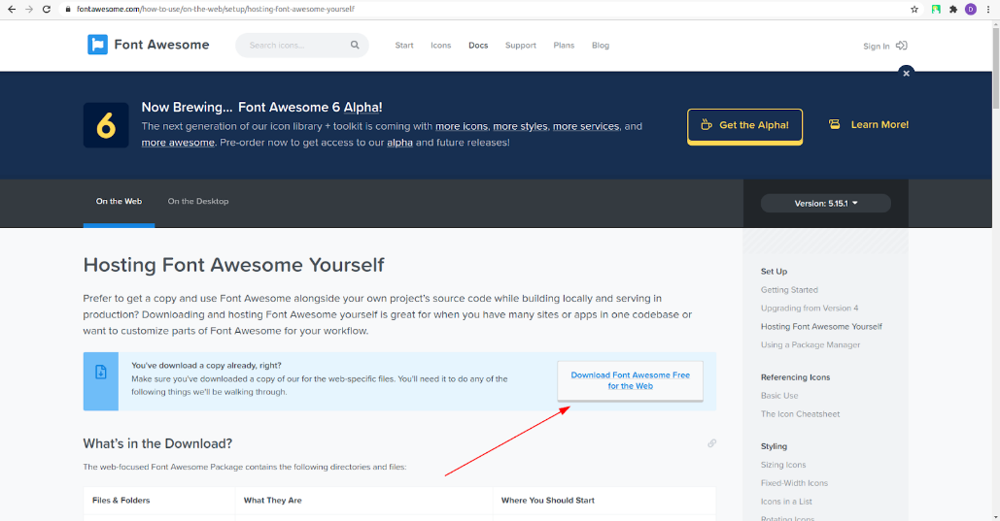 fontawesome.com/how-to-use/on-the-web/setup/hosting-font-awesome-yourself
D
Font Awesome
Search icons...
Start
Icons
Docs
Support
Plans
Blog
Sign In
6
Now Brewing... Font Awesome 6 Alpha!
The next generation of our icon library + toolkit is coming with more icons, more styles, more services, and
more awesome. Pre-order now to get access to our alpha and future releases!
Get the Alpha!
Learn More!
On the Web
On the Desktop
Version: 5.15.1
Hosting Font Awesome Yourself
Prefer to get a copy and use Font Awesome alongside your own project's source code while building locally and serving in
production? Downloading and hosting Font Awesome yourself is great for when you have many sites or apps in one codebase or
want to customize parts of Font Awesome for your workflow.
You've download a copy already, right?
Make sure you've downloaded a copy of our for the web-specific files. You'll need it to do any of the
following things we'll be walking through.
Download Font Awesome Free
for the Web
What's in the Download?
The web-focused Font Awesome Package contains the following directories and files:
Files & Folders
What They Are
Where You Should Start
Set Up
Getting Started
Upgrading from Version 4
Hosting Font Awesome Yourself
Using a Package Manager
Referencing Icons
Basic Use
The Icon Cheatsheet
Styling
Sizing Icons
Fixed-Width Icons
Icons in a List
Rotating Icons